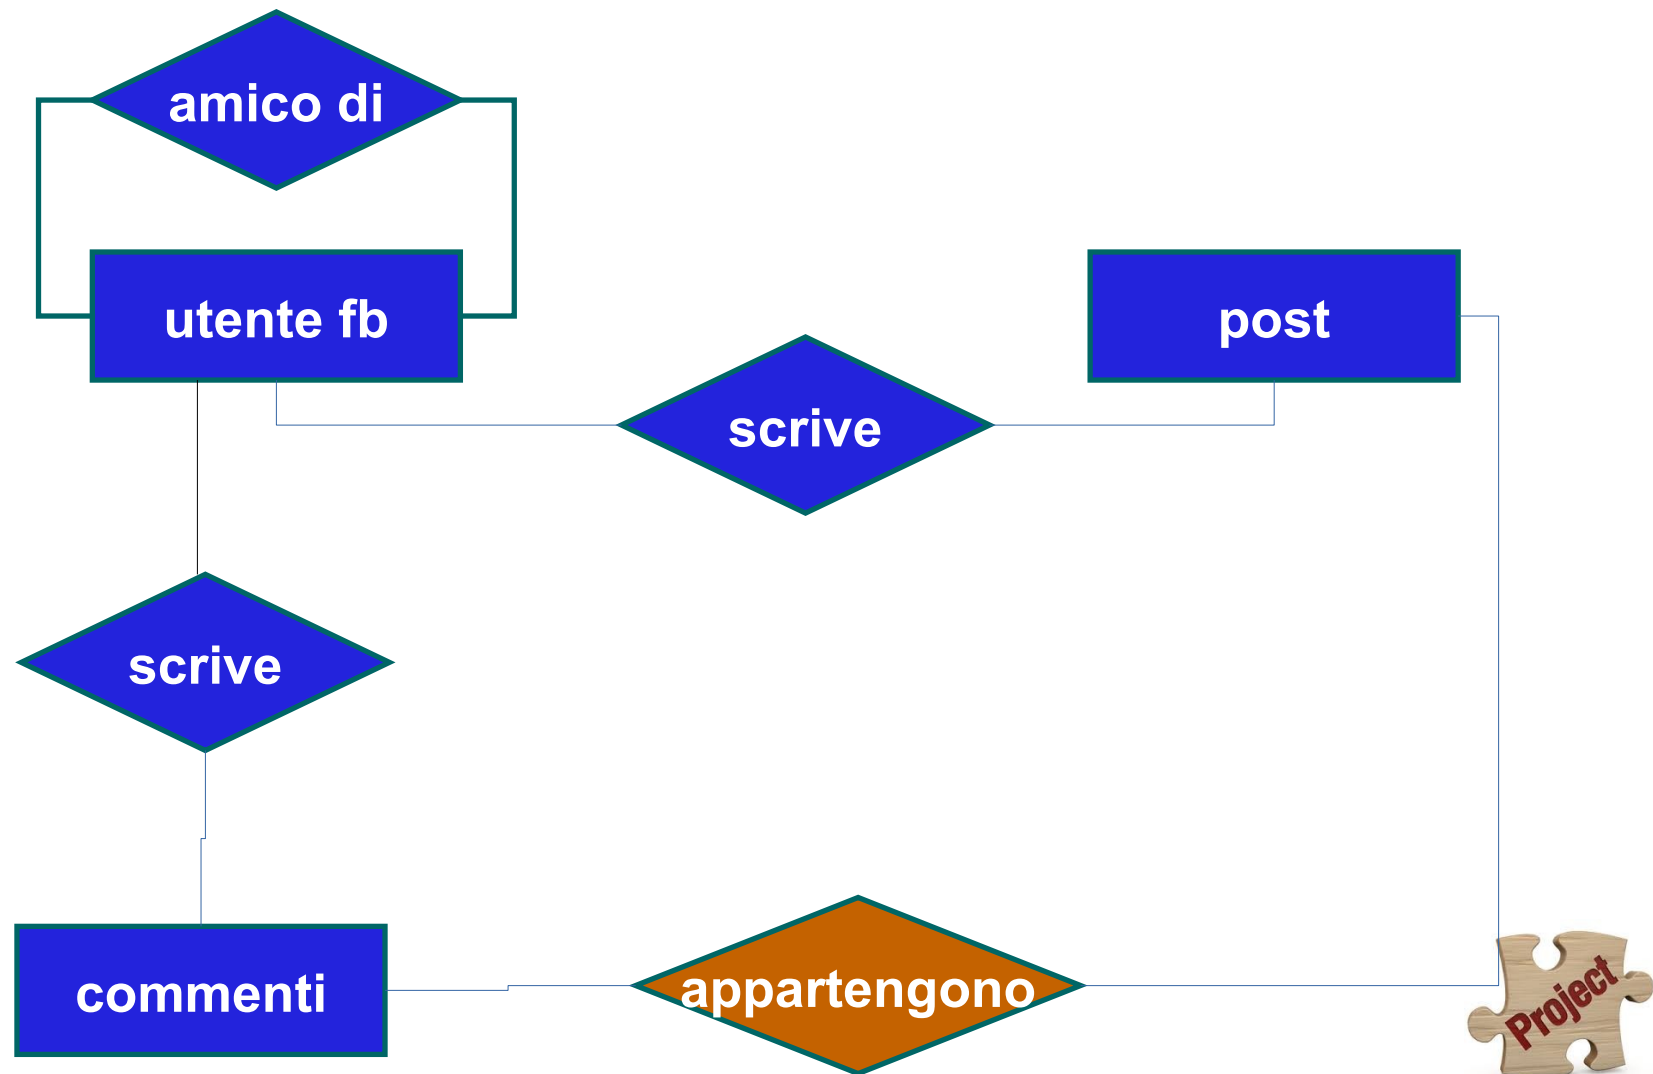 amico di
utente fb
post
scrive
scrive
commenti
appartengono
Project